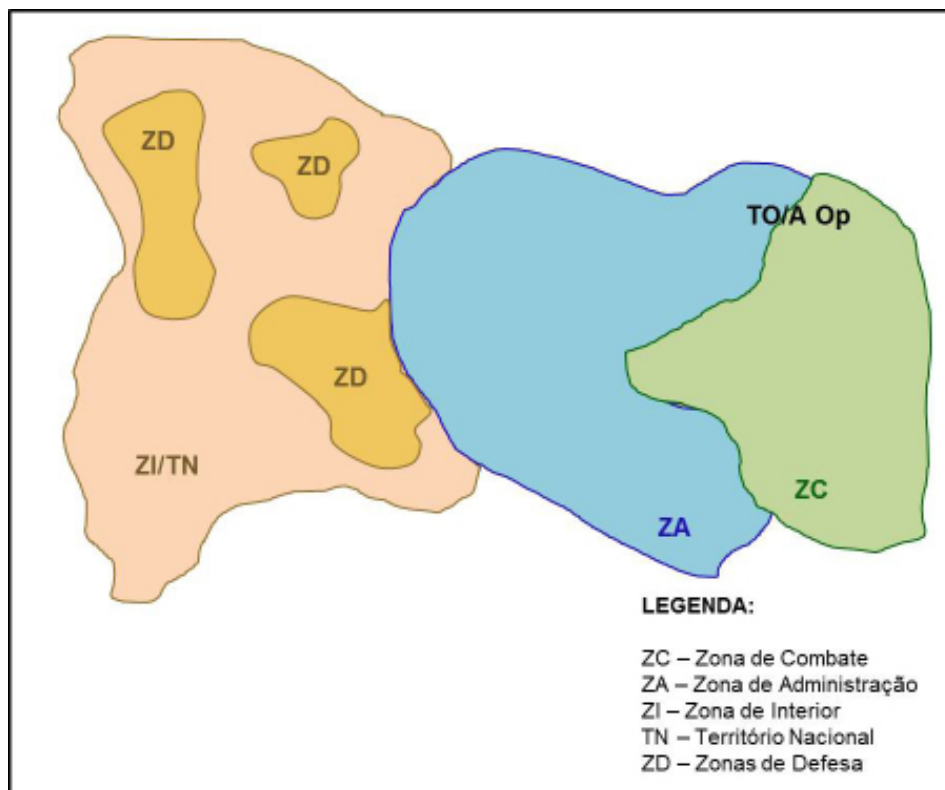 ZD
ZD
TO/A Op
ZD
ZI/TN
ZC
ZA
LEGENDA:
ZC – Zona de Combate
ZA – Zona de Administração
ZI – Zona de Interior
TN – Território Nacional
ZD – Zonas de Defesa